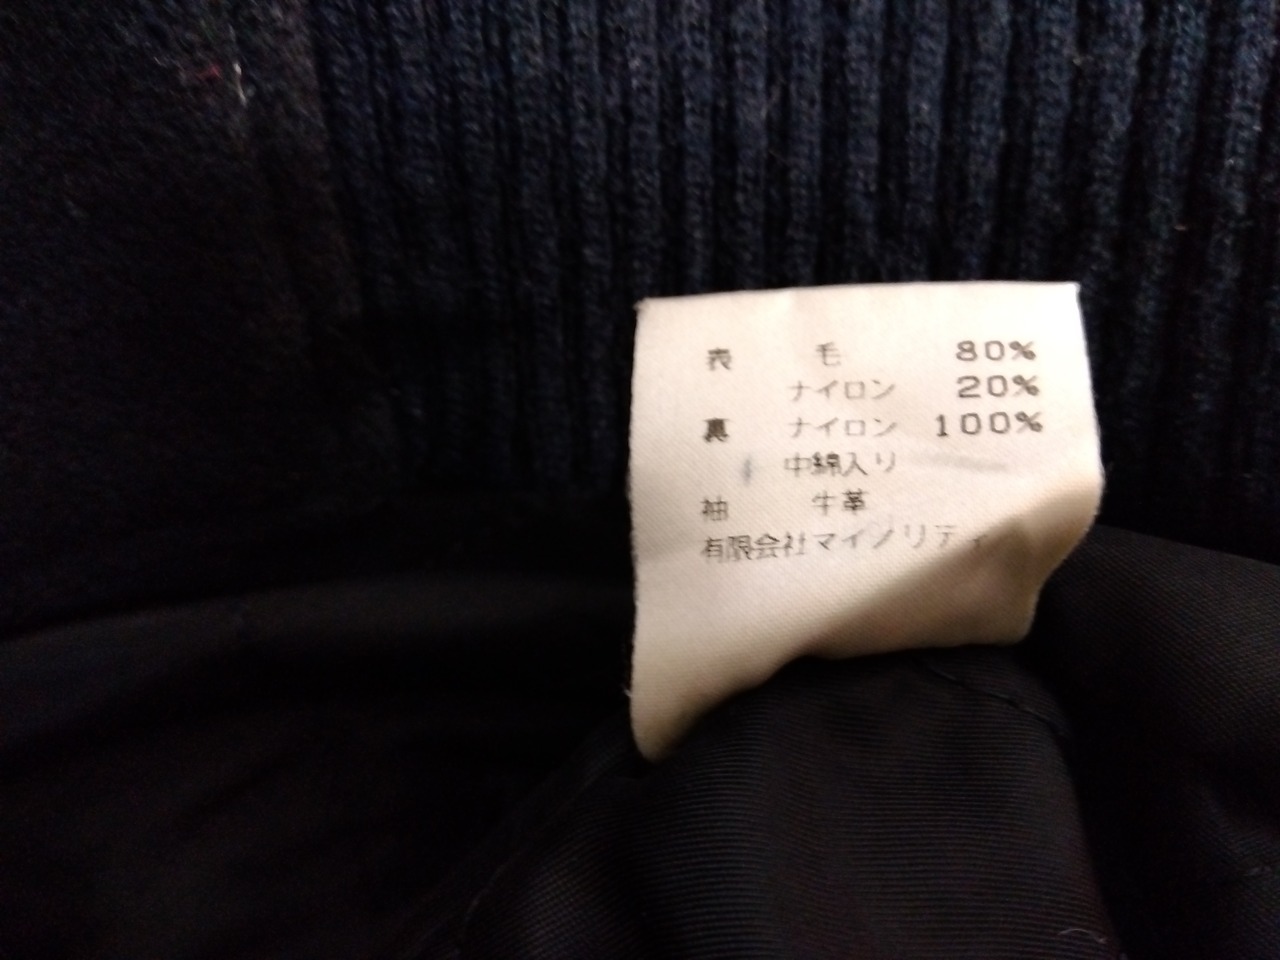 表 毛 80%
ナイロン 20%
裏 ナイロン 100%
中綿入り
袖 牛革
有限会社マイノリティ